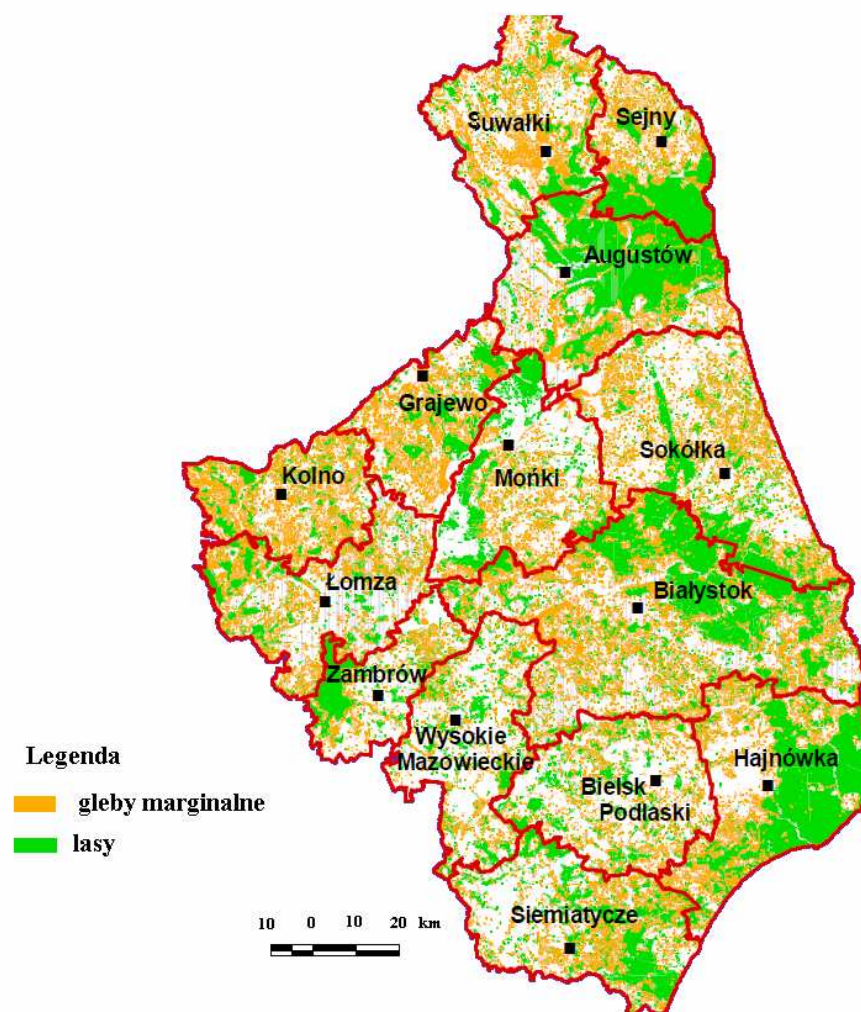 Suwałki
Sejny
Augustów
Grajewo
Sokółka
Kolno
Mońki
Łomża
Białystok
Zambrów
Wysokie
Mazowieckie
Legenda
Hajnówka
Bielsk
Podlaski
gleby marginalne
lasy
Siemiatycze
10 0 10 20 km